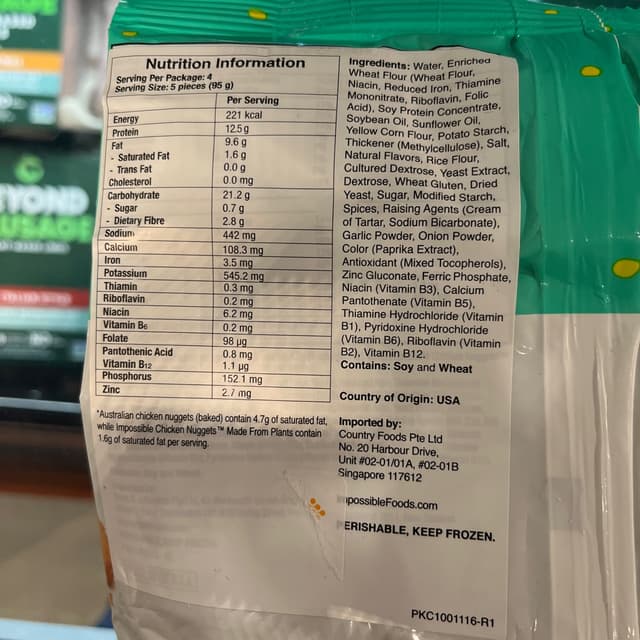 Nutrition Information
Serving Per Package: 4
Serving Size: 5 pieces (95 g)
Per Serving
Energy 221 kcal
Protein 12.5 g
Fat 9.6 g
- Saturated Fat 1.6 g
- Trans Fat 0.0 g
Cholesterol 0.0 mg
Carbohydrate 21.2 g
- Sugar 0.7 g
- Dietary Fibre 2.8 g
Sodium 442 mg
Calcium 108.3 mg
Iron 3.5 mg
Potassium 545.2 mg
Thiamin 0.3 mg
Riboflavin 0.2 mg
Niacin 6.2 mg
Vitamin B6 0.2 mg
Folate 98 µg
Pantothenic Acid 0.8 mg
Vitamin B12 1.1 µg
Phosphorus 152.1 mg
Zinc 2.7 mg
*Australian chicken nuggets (baked) contain 4.7g of saturated fat,
while Impossible Chicken Nuggets™ Made From Plants contain
1.6g of saturated fat per serving.
Ingredients: Water, Enriched
Wheat Flour (Wheat Flour,
Niacin, Reduced Iron, Thiamine
Mononitrate, Riboflavin, Folic
Acid), Soy Protein Concentrate,
Soybean Oil, Sunflower Oil,
Yellow Corn Flour, Potato Starch,
Thickener (Methylcellulose), Salt,
Natural Flavors, Rice Flour,
Cultured Dextrose, Yeast Extract,
Dextrose, Wheat Gluten, Dried
Yeast, Sugar, Modified Starch,
Spices, Raising Agents (Cream
of Tartar, Sodium Bicarbonate),
Garlic Powder, Onion Powder,
Color (Paprika Extract),
Antioxidant (Mixed Tocopherols),
Zinc Gluconate, Ferric Phosphate,
Niacin (Vitamin B3), Calcium
Pantothenate (Vitamin B5),
Thiamine Hydrochloride (Vitamin
B1), Pyridoxine Hydrochloride
(Vitamin B6), Riboflavin (Vitamin
B2), Vitamin B12.
Contains: Soy and Wheat
Country of Origin: USA
Imported by:
Country Foods Pte Ltd
No. 20 Harbour Drive,
Unit #02-01/01A, #02-01B
Singapore 117612
mpossibleFoods.com
ERISHABLE, KEEP FROZEN.
PKC1001116-R1
EYOND
USAGE